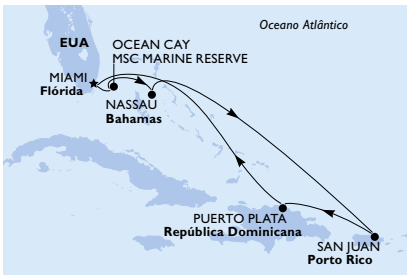 Oceano Atlântico
EUA
OCEAN CAY
MSC MARINE RESERVE
MIAMI
Flórida
NASSAU
Bahamas
PUERTO PLATA
República Dominicana
SAN JUAN
Porto Rico